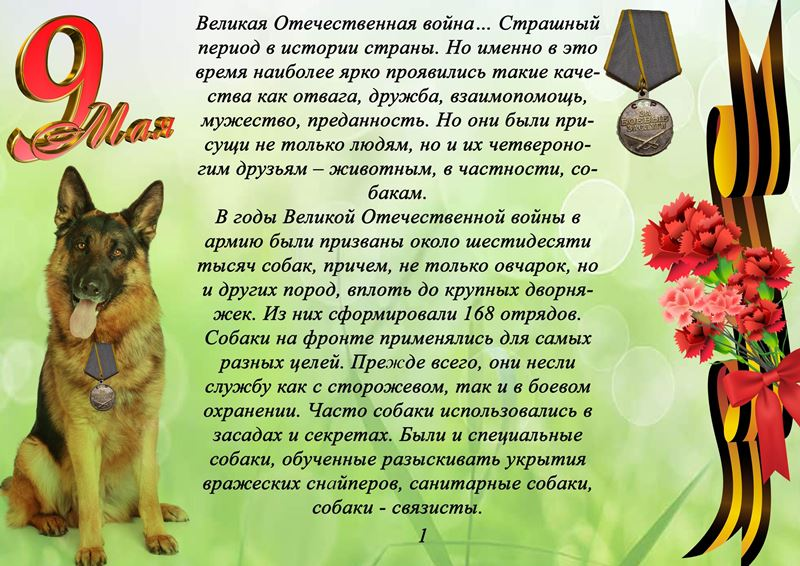 9 Мая
Великая Отечественная война… Страшный
период в истории страны. Но именно в это
время наиболее ярко проявились такие каче-
ства как отвага, дружба, взаимопомощь,
мужество, преданность. Но они были при-
сущи не только людям, но и их четвероно-
гим друзьям – животным, в частности, со-
бакам.
В годы Великой Отечественной войны в
армию были призваны около шестидесяти
тысяч собак, причем, не только овчарок, но
и других пород, вплоть до крупных дворня-
жек. Из них сформировали 168 отрядов.
Собаки на фронте применялись для самых
разных целей. Прежде всего, они несли
службу как с сторожевом, так и в боевом
охранении. Часто собаки использовались в
засадах и секретах. Были и специальные
собаки, обученные разыскивать укрытия
вражеских снайперов, санитарные собаки,
собаки - связисты.
1
ЗА
БОЕВЫЕ
ЗАСЛУГИ